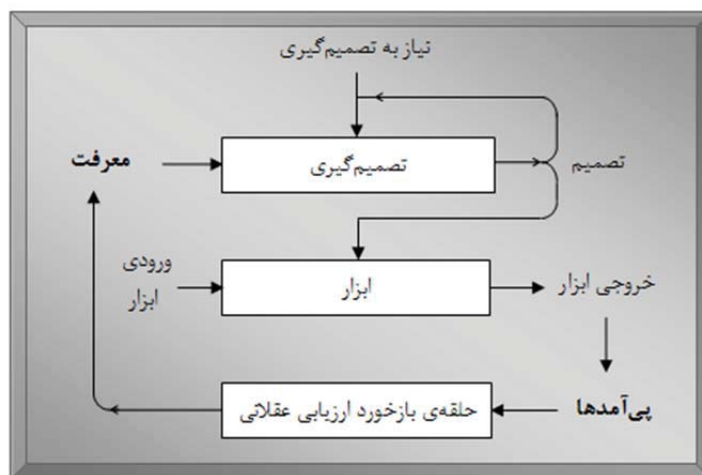 نیاز به تصمیم‌گیری
معرفت
تصمیم‌گیری
تصمیم
ورودی
ابزار
ابزار
خروجی ابزار
حلقه‌ی بازخورد ارزیابی عقلانی
پی‌آمدها